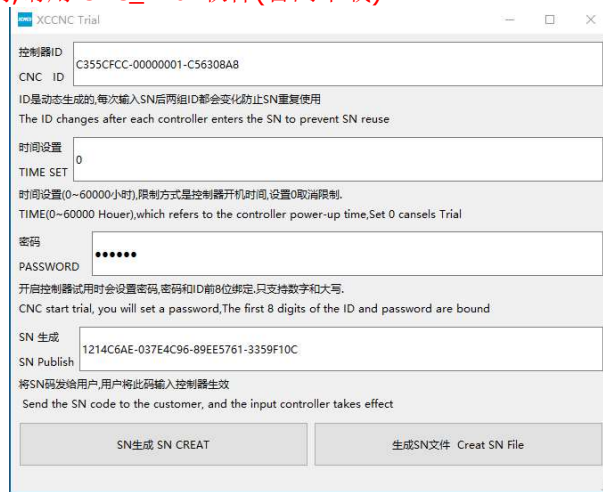 XCCNC Trial
控制器ID
CNC ID
C355CFCC-00000001-C56308A8
ID是动态生成的,每次输入SN后两组ID都会变化防止SN重复使用
The ID changes after each controller enters the SN to prevent SN reuse
时间设置
TIME SET
0
时间设置(0~60000小时),限制方式是控制器开机时间,设置0取消限制.
TIME(0~60000 Houer),which refers to the controller power-up time,Set 0 cansels Trial
密码
PASSWORD
●●●●●●
开启控制器试用时会设置密码,密码和ID前8位绑定.只支持数字和大写.
CNC start trial, you will set a password,The first 8 digits of the ID and password are bound
SN 生成
SN Publish
1214C6AE-037E4C96-89EE5761-3359F10C
将SN码发给用户,用户将此码输入控制器生效
Send the SN code to the customer, and the input controller takes effect
SN生成 SN CREAT
生成SN文件 Creat SN File